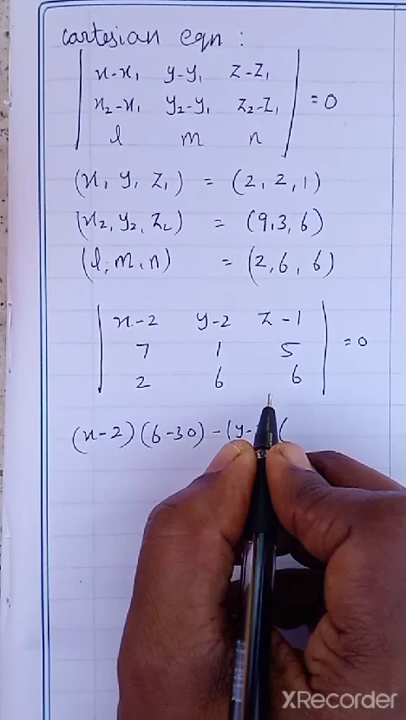 cartesian eqn :
| x-x₁ y-y₁ z-z₁ |
| x₂-x₁ y₂-y₁ z₂-z₁ | = 0
| l m n |
(x₁ y₁ z₁) = (2, 2, 1)
(x₂, y₂, z₂) = (9, 3, 6)
(l, m, n) = (2, 6, 6)
| x-2 y-2 z-1 |
| 7 1 5 | = 0
| 2 6 6 |
(x-2)(6-30) - (y- (
XRecorder